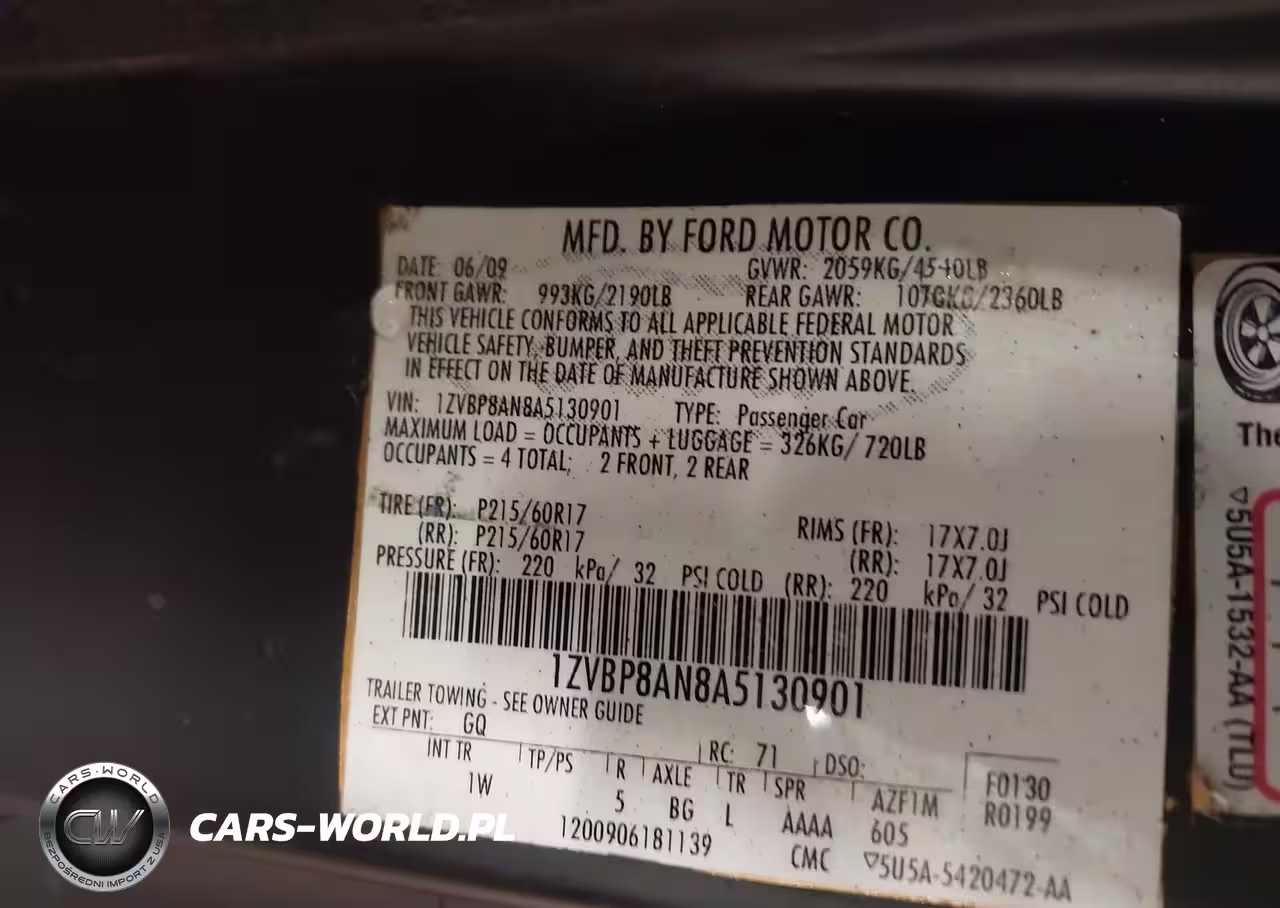 MFD. BY FORD MOTOR CO.
DATE: 06/09 GVWR: 2059KG/4540LB
FRONT GAWR: 993KG/2190LB REAR GAWR: 1070KG/2360LB
THIS VEHICLE CONFORMS TO ALL APPLICABLE FEDERAL MOTOR
VEHICLE SAFETY, BUMPER, AND THEFT PREVENTION STANDARDS
IN EFFECT ON THE DATE OF MANUFACTURE SHOWN ABOVE.
VIN: 1ZVBP8AN8A5130901 TYPE: Passenger Car
MAXIMUM LOAD = OCCUPANTS + LUGGAGE = 326KG/ 720LB
OCCUPANTS = 4 TOTAL; 2 FRONT, 2 REAR
TIRE (FR): P215/60R17 RIMS (FR): 17X7.0J
(RR): P215/60R17 (RR): 17X7.0J
PRESSURE (FR): 220 kPa/ 32 PSI COLD (RR): 220 kPa/ 32 PSI COLD
1ZVBP8AN8A5130901
TRAILER TOWING - SEE OWNER GUIDE
EXT PNT: GQ RC: 71 DSO: F0130
INT TR TP/PS R AXLE TR SPR AZF1M R0199
1W 5 BG L AAAA 605
1200906181139 CMC ▽5U5A-5420472-AA
The
▽5U5A-1532-AA (TLU)
CARS-WORLD
CW
BEZPOŚREDNI IMPORT Z USA
CARS-WORLD.PL